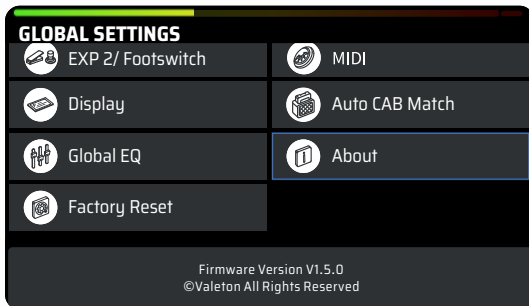 GLOBAL SETTINGS
EXP 2/ Footswitch
MIDI
Display
Auto CAB Match
Global EQ
About
Factory Reset
Firmware Version V1.5.0
©Valeton All Rights Reserved